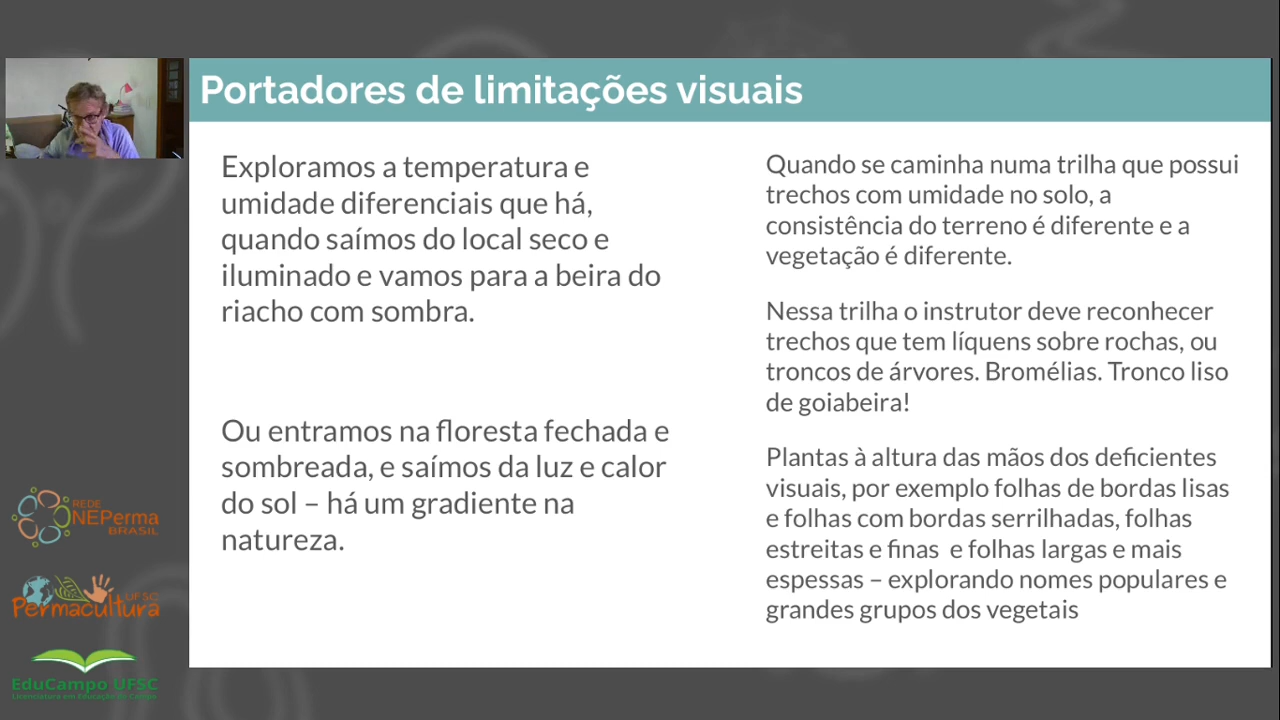 Portadores de limitações visuais
Exploramos a temperatura e
umidade diferenciais que há,
quando saímos do local seco e
iluminado e vamos para a beira do
riacho com sombra.
Ou entramos na floresta fechada e
sombreada, e saímos da luz e calor
do sol – há um gradiente na
natureza.
Quando se caminha numa trilha que possui
trechos com umidade no solo, a
consistência do terreno é diferente e a
vegetação é diferente.
Nessa trilha o instrutor deve reconhecer
trechos que tem líquens sobre rochas, ou
troncos de árvores. Bromélias. Tronco liso
de goiabeira!
Plantas à altura das mãos dos deficientes
visuais, por exemplo folhas de bordas lisas
e folhas com bordas serrilhadas, folhas
estreitas e finas  e folhas largas e mais
espessas – explorando nomes populares e
grandes grupos dos vegetais
REDE
NEPerma
BRASIL
UFSC
Permacultura
EduCampo UFSC
Licenciatura em Educação do Campo